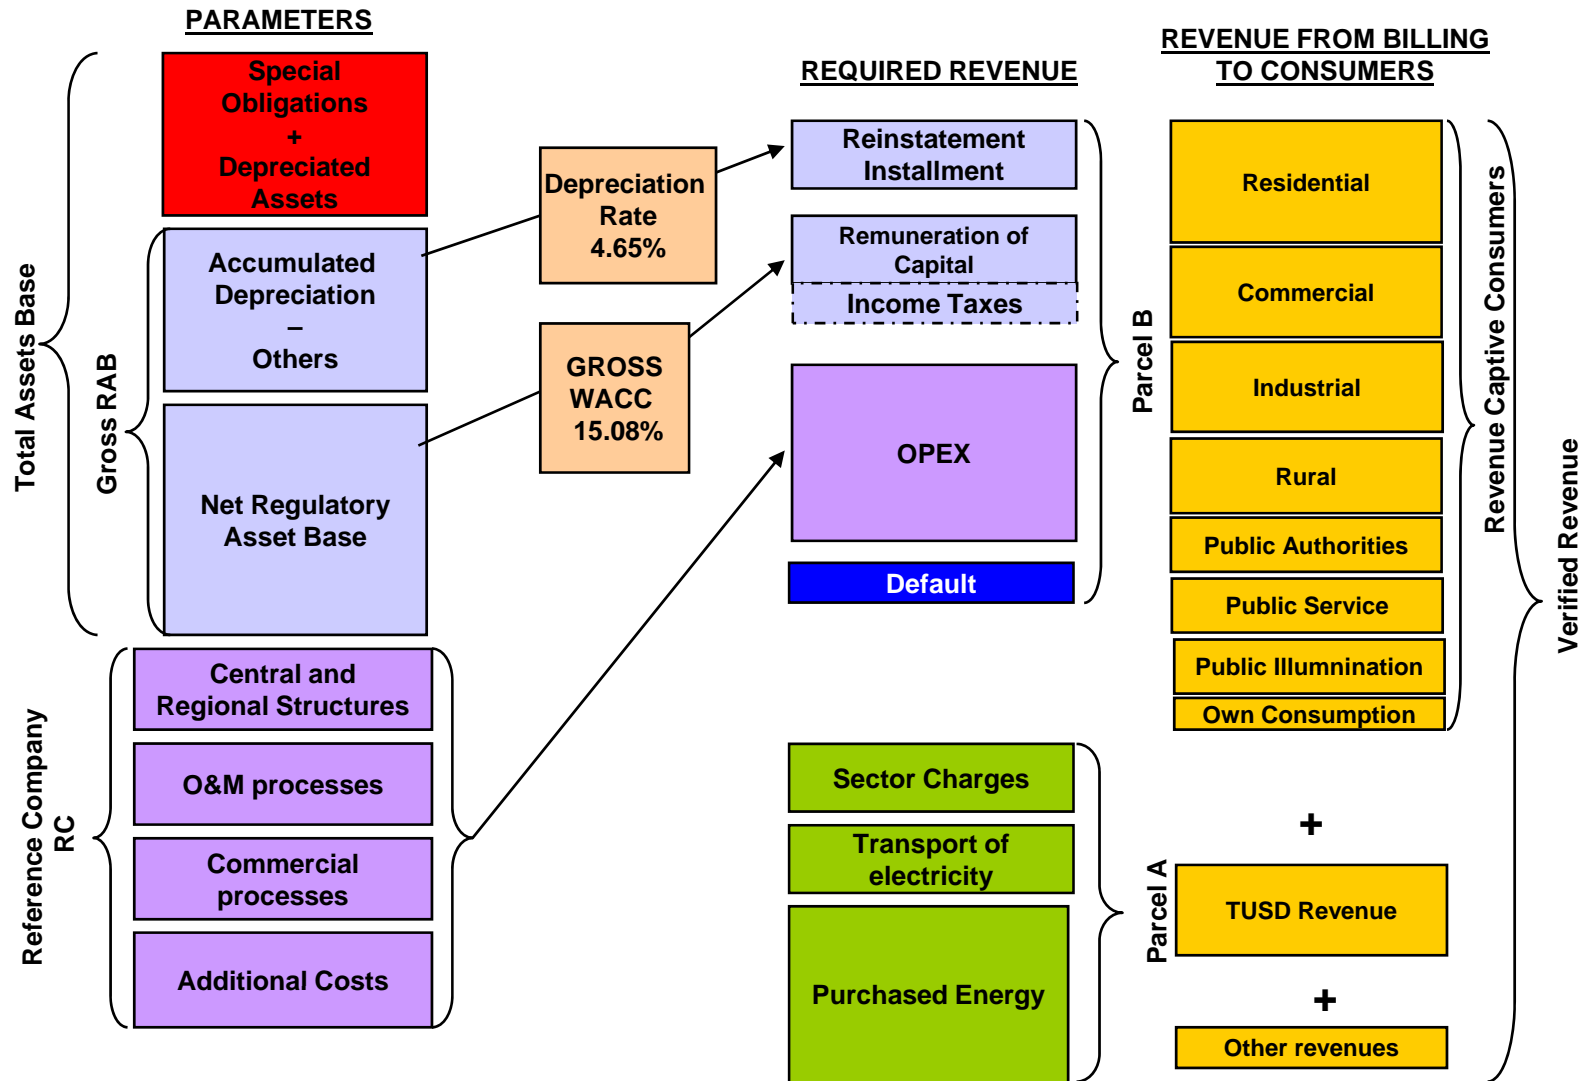 PARAMETERS
Special
Obligations
+
Depreciated
Assets
Accumulated
Depreciation
–
Others
Net Regulatory
Asset Base
Total Assets Base
Gross RAB
Central and
Regional Structures
O&M processes
Commercial
processes
Additional Costs
Reference Company
RC
Depreciation
Rate
4.65%
GROSS
WACC
15.08%
REQUIRED REVENUE
Reinstatement
Installment
Remuneration of
Capital
Income Taxes
OPEX
Default
Parcel B
Sector Charges
Transport of
electricity
Purchased Energy
Parcel A
REVENUE FROM BILLING
TO CONSUMERS
Residential
Commercial
Industrial
Rural
Public Authorities
Public Service
Public Illumnination
Own Consumption
Revenue Captive Consumers
+
TUSD Revenue
+
Other revenues
Verified Revenue